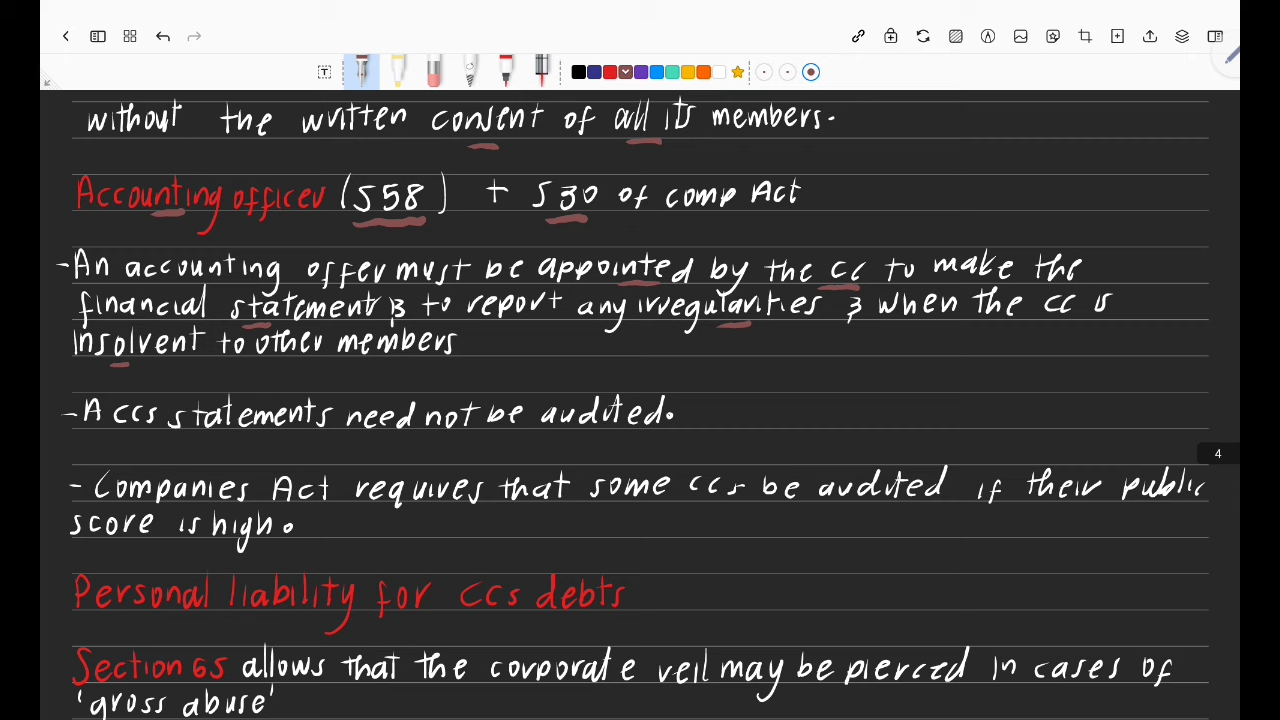 without the written consent of all its members.
Accounting officer (S58) + S30 of comp Act
- An accounting offer must be appointed by the cc to make the
financial statement & to report any irregularities & when the cc is
insolvent to other members
- A ccs statements need not be audited.
- Companies Act requires that some ccs be audited if their public
score is high.
4
Personal liability for ccs debts
Section 65 allows that the corporate veil may be pierced in cases of
'gross abuse'